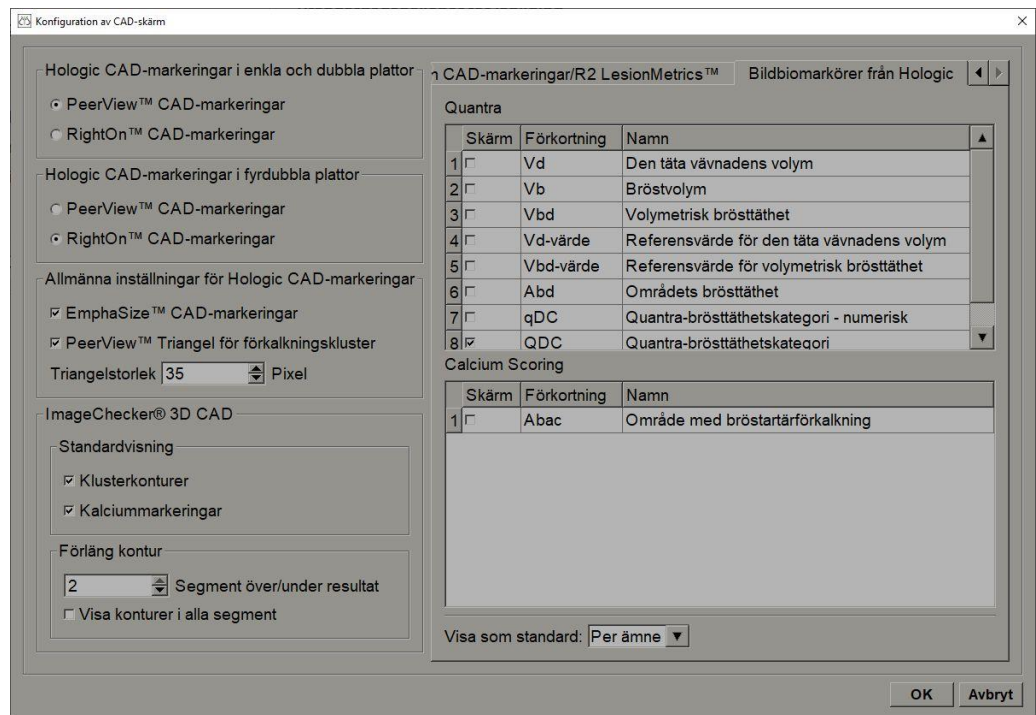 Konfiguration av CAD-skärm
Hologic CAD-markeringar i enkla och dubbla plattor
PeerView™ CAD-markeringar
RightOn™ CAD-markeringar
Hologic CAD-markeringar i fyrdubbla plattor
PeerView™ CAD-markeringar
RightOn™ CAD-markeringar
Allmänna inställningar för Hologic CAD-markeringar
EmphaSize™ CAD-markeringar
PeerView™ Triangel för förkalkningskluster
Triangelstorlek 35 Pixel
ImageChecker® 3D CAD
Standardvisning
Klusterkonturer
Kalciummarkeringar
Förläng kontur
2 Segment över/under resultat
Visa konturer i alla segment
CAD-markeringar/R2 LesionMetrics™ Bildbiomarkörer från Hologic
Quantra
Skärm Förkortning Namn
1 Vd Den täta vävnadens volym
2 Vb Bröstvolym
3 Vbd Volymetrisk brösttäthet
4 Vd-värde Referensvärde för den täta vävnadens volym
5 Vbd-värde Referensvärde för volymetrisk brösttäthet
6 Abd Områdets brösttäthet
7 qDC Quantra-brösttäthetskategori - numerisk
8 QDC Quantra-brösttäthetskategori
Calcium Scoring
Skärm Förkortning Namn
1 Abac Område med bröstartärförkalkning
Visa som standard: Per ämne
OK Avbryt